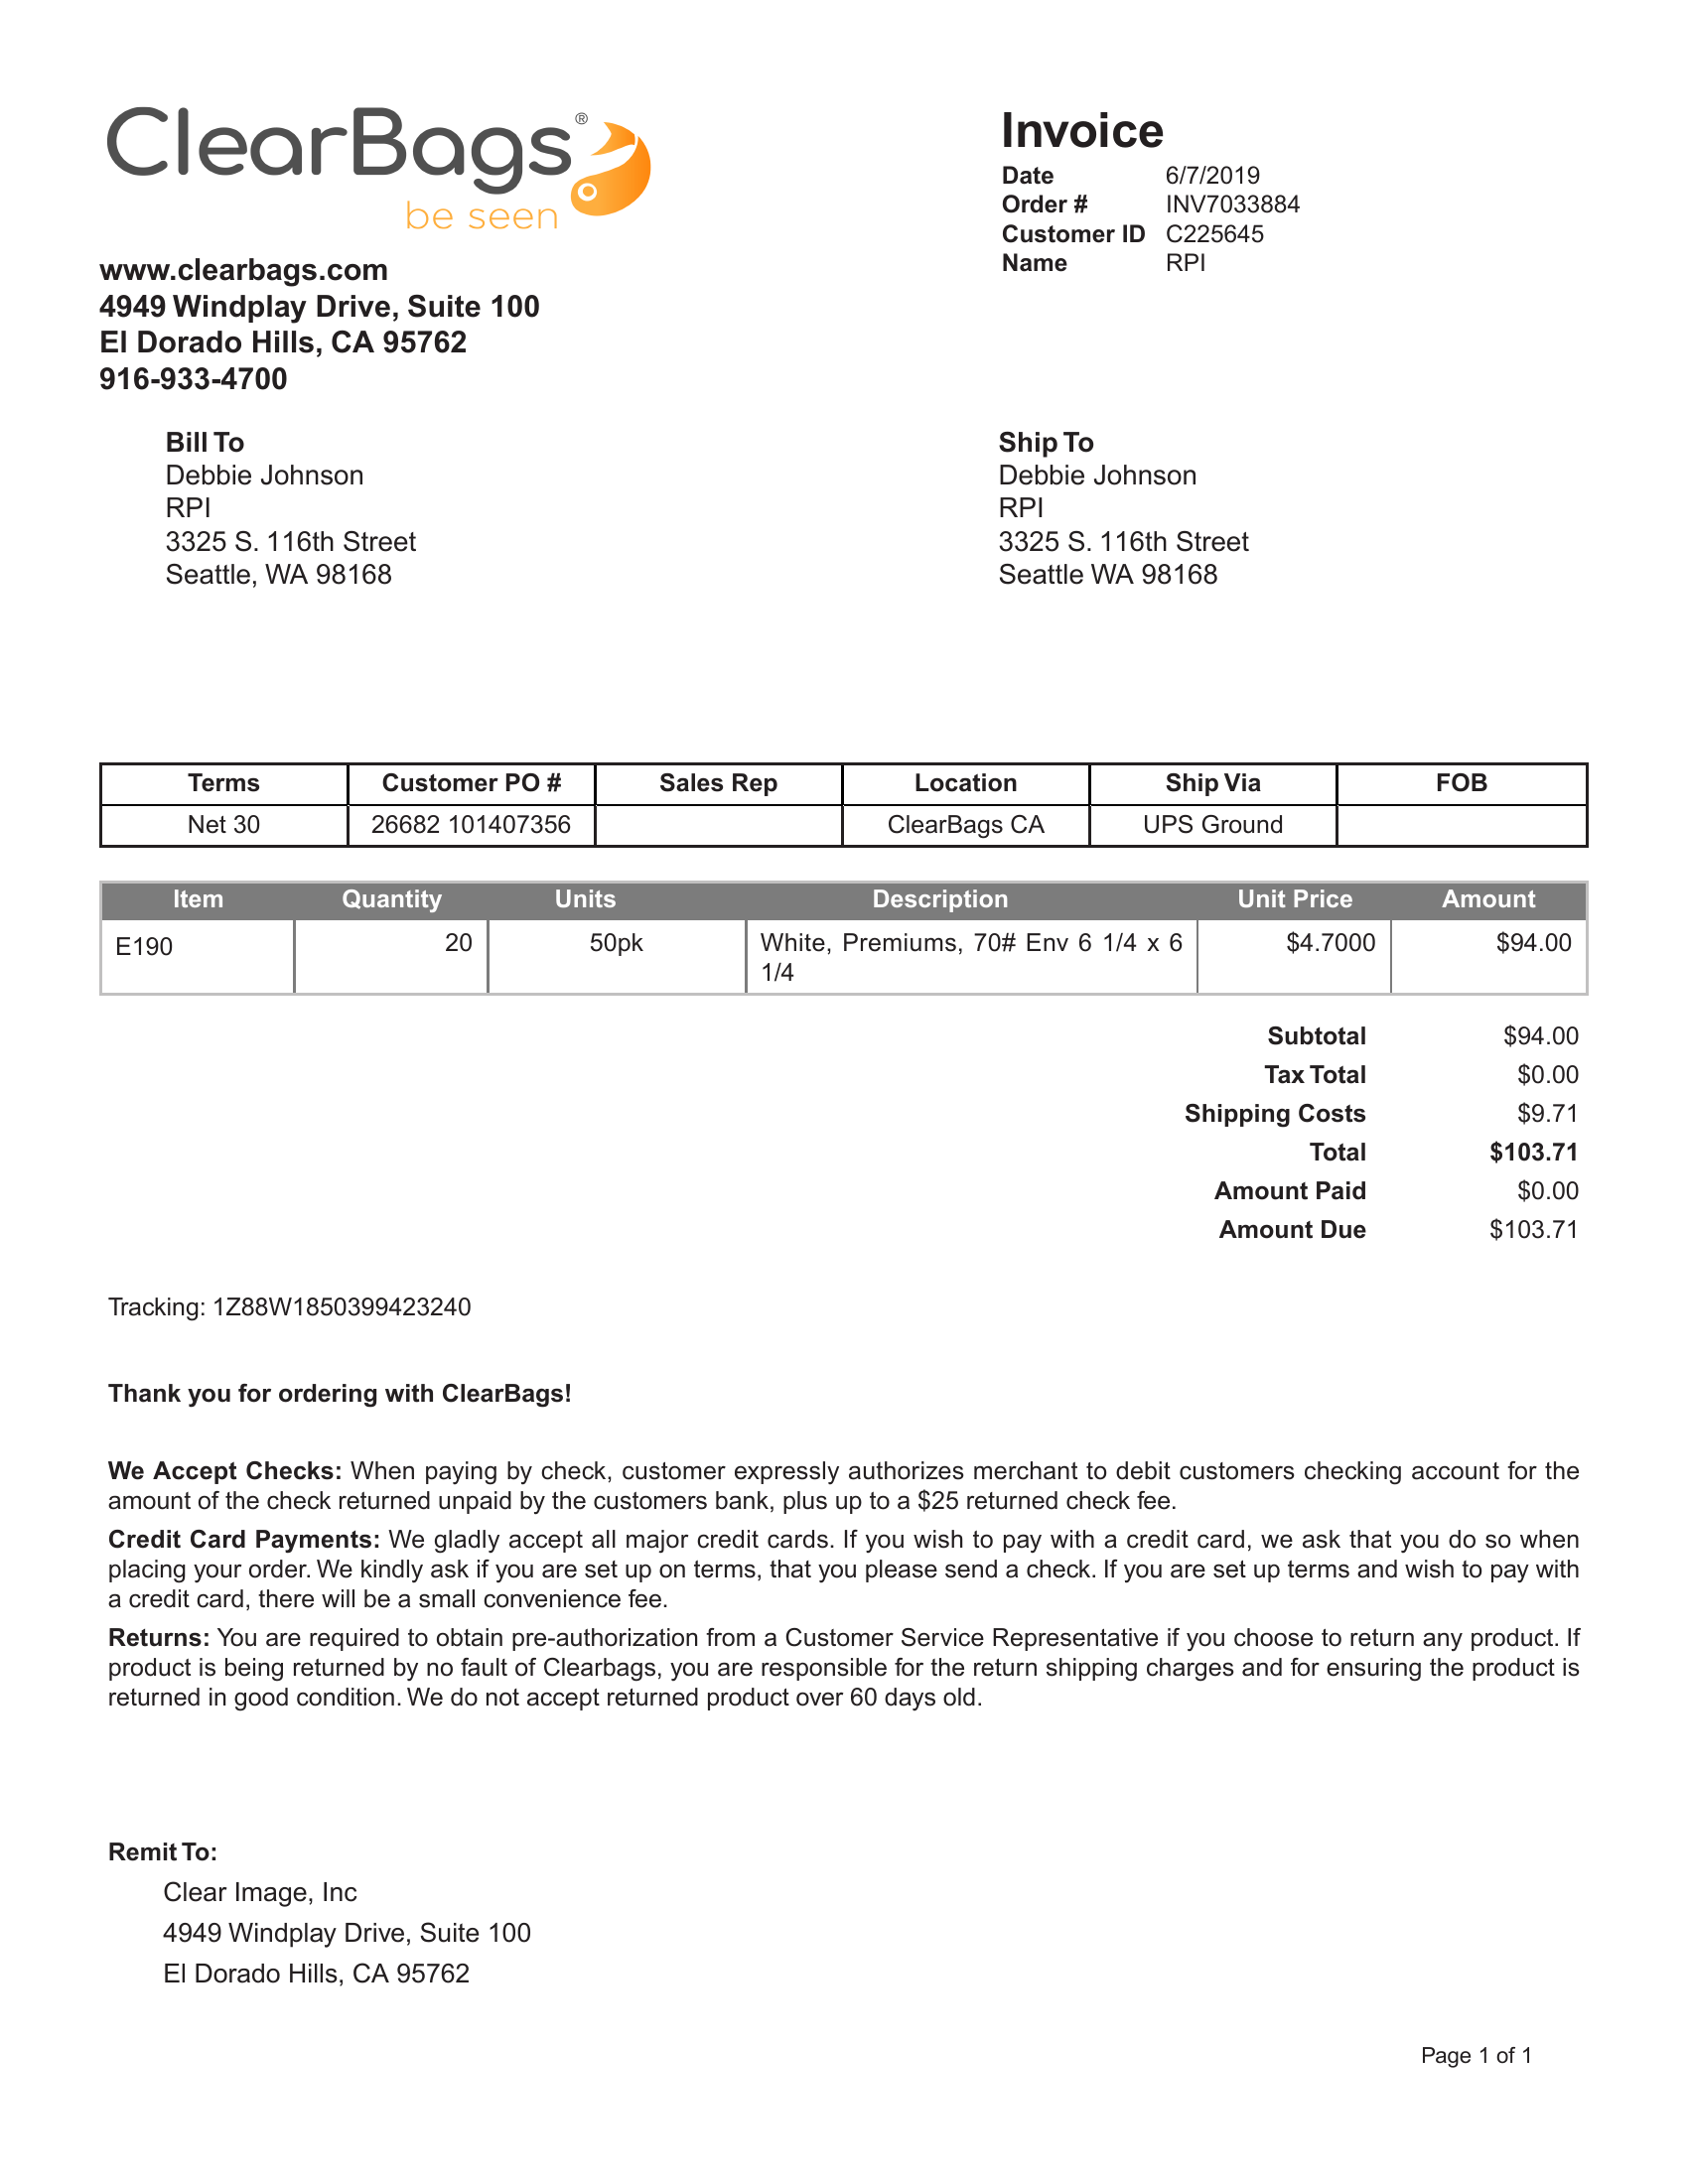 ClearBags®
be seen
www.clearbags.com
4949 Windplay Drive, Suite 100
El Dorado Hills, CA 95762
916-933-4700
Invoice
Date 6/7/2019
Order # INV7033884
Customer ID C225645
Name RPI
Bill To
Debbie Johnson
RPI
3325 S. 116th Street
Seattle, WA 98168
Ship To
Debbie Johnson
RPI
3325 S. 116th Street
Seattle WA 98168
Terms Customer PO # Sales Rep Location Ship Via FOB
Net 30 26682 101407356 ClearBags CA UPS Ground
Item Quantity Units Description Unit Price Amount
E190 20 50pk White, Premiums, 70# Env 6 1/4 x 6 $4.7000 $94.00
1/4
Subtotal $94.00
Tax Total $0.00
Shipping Costs $9.71
Total $103.71
Amount Paid $0.00
Amount Due $103.71
Tracking: 1Z88W1850399423240
Thank you for ordering with ClearBags!
We Accept Checks: When paying by check, customer expressly authorizes merchant to debit customers checking account for the
amount of the check returned unpaid by the customers bank, plus up to a $25 returned check fee.
Credit Card Payments: We gladly accept all major credit cards. If you wish to pay with a credit card, we ask that you do so when
placing your order. We kindly ask if you are set up on terms, that you please send a check. If you are set up terms and wish to pay with
a credit card, there will be a small convenience fee.
Returns: You are required to obtain pre-authorization from a Customer Service Representative if you choose to return any product. If
product is being returned by no fault of Clearbags, you are responsible for the return shipping charges and for ensuring the product is
returned in good condition. We do not accept returned product over 60 days old.
Remit To:
Clear Image, Inc
4949 Windplay Drive, Suite 100
El Dorado Hills, CA 95762
Page 1 of 1